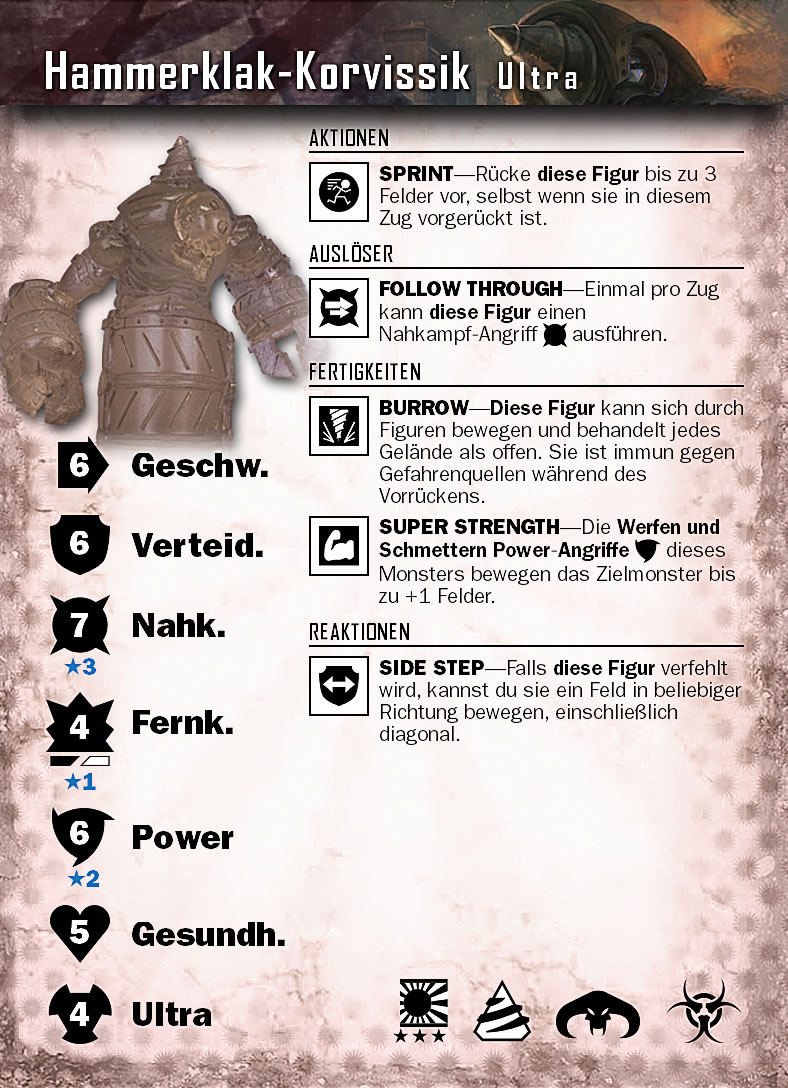 Hammerklak-Korvissik Ultra
AKTIONEN
SPRINT—Rücke diese Figur bis zu 3
Felder vor, selbst wenn sie in diesem
Zug vorgerückt ist.
AUSLÖSER
FOLLOW THROUGH—Einmal pro Zug
kann diese Figur einen
Nahkampf-Angriff ausführen.
FERTIGKEITEN
BURROW—Diese Figur kann sich durch
Figuren bewegen und behandelt jedes
Gelände als offen. Sie ist immun gegen
Gefahrenquellen während des
Vorrückens.
SUPER STRENGTH—Die Werfen und
Schmettern Power-Angriffe dieses
Monsters bewegen das Zielmonster bis
zu +1 Felder.
REAKTIONEN
SIDE STEP—Falls diese Figur verfehlt
wird, kannst du sie ein Feld in beliebiger
Richtung bewegen, einschließlich
diagonal.
6 Geschw.
6 Verteid.
7 Nahk.
★3
4 Fernk.
★1
6 Power
★2
5 Gesundh.
4 Ultra
★★★